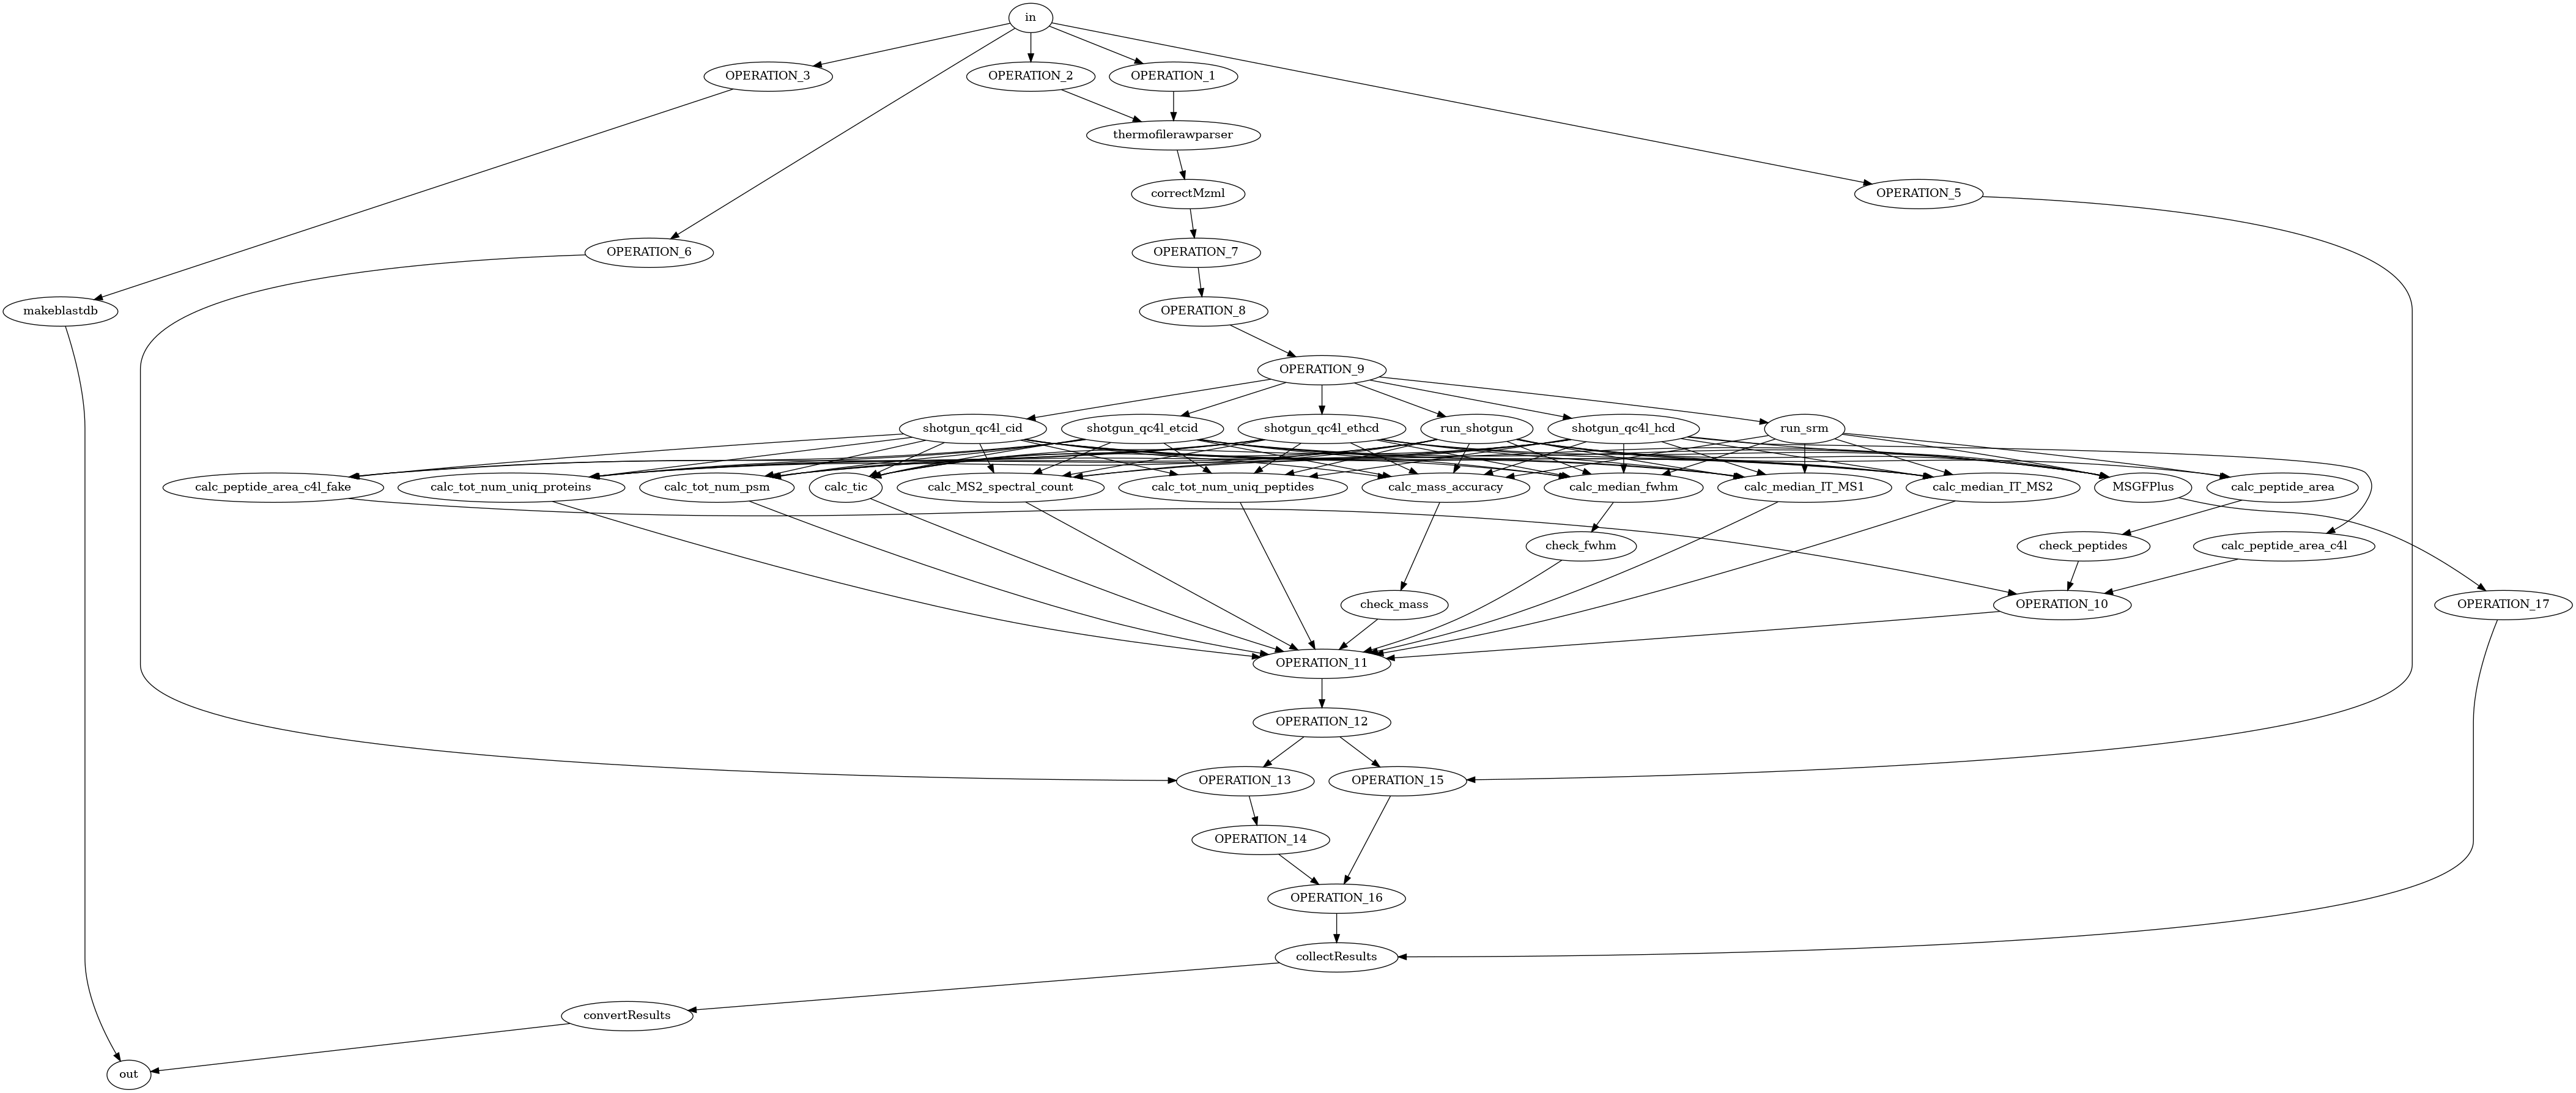 in
OPERATION_3
OPERATION_2
OPERATION_1
thermofilerawparser
correctMzml
OPERATION_5
OPERATION_6
OPERATION_7
makeblastdb
OPERATION_8
OPERATION_9
shotgun_qc4l_cid
shotgun_qc4l_etcid
shotgun_qc4l_ethcd
run_shotgun
shotgun_qc4l_hcd
run_srm
calc_peptide_area_c4l_fake
calc_tot_num_uniq_proteins
calc_tot_num_psm
calc_tic
calc_MS2_spectral_count
calc_tot_num_uniq_peptides
calc_mass_accuracy
calc_median_fwhm
calc_median_IT_MS1
calc_median_IT_MS2
MSGFPlus
calc_peptide_area
check_fwhm
check_peptides
calc_peptide_area_c4l
check_mass
OPERATION_10
OPERATION_17
OPERATION_11
OPERATION_12
OPERATION_13
OPERATION_15
OPERATION_14
OPERATION_16
collectResults
convertResults
out